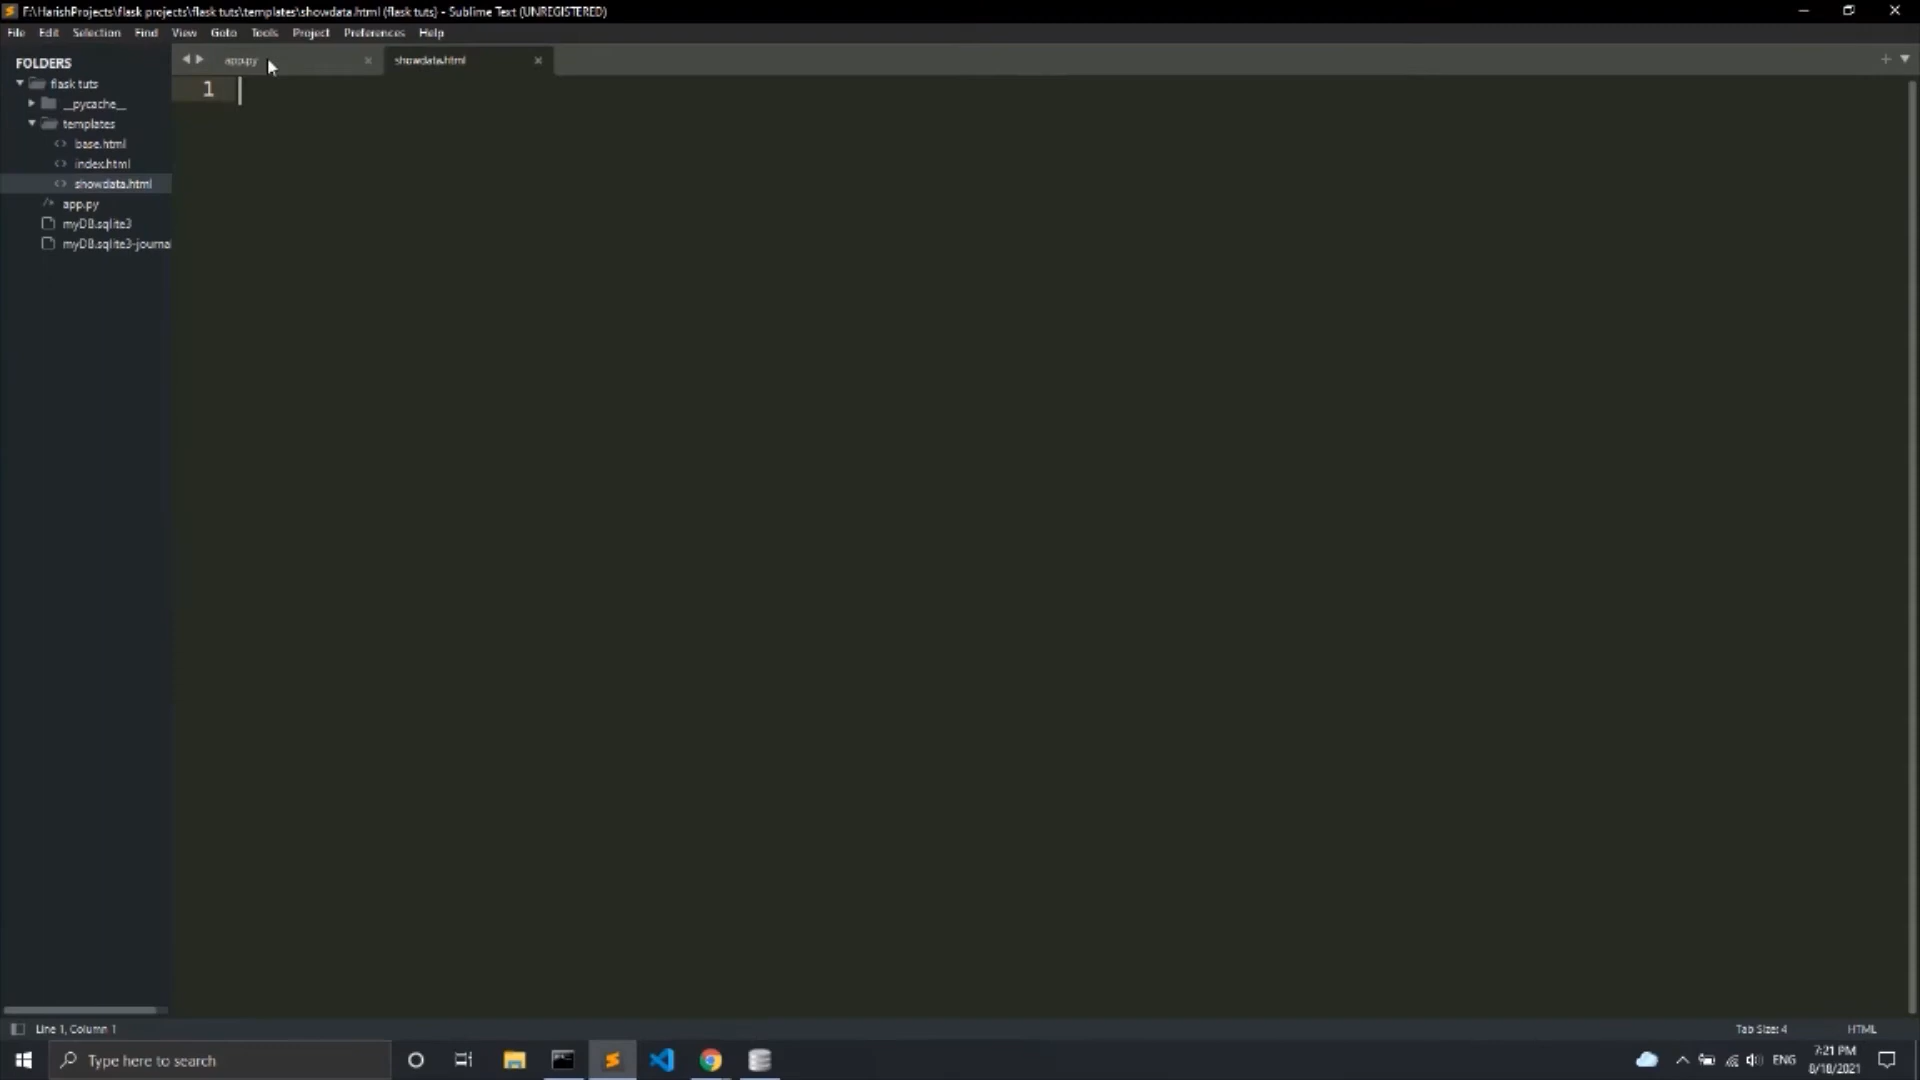 F:\HarishProjects\flask projects\flask tuts\templates\showdata.html (flask tuts) - Sublime Text (UNREGISTERED)
File Edit Selection Find View Goto Tools Project Preferences Help
FOLDERS
flask tuts
__pycache__
templates
base.html
index.html
showdata.html
app.py
myDB.sqlite3
myDB.sqlite3-journal
app.py
showdata.html
1
Line 1, Column 1
Tab Size: 4
HTML
Type here to search
ENG
7:21 PM
8/18/2021